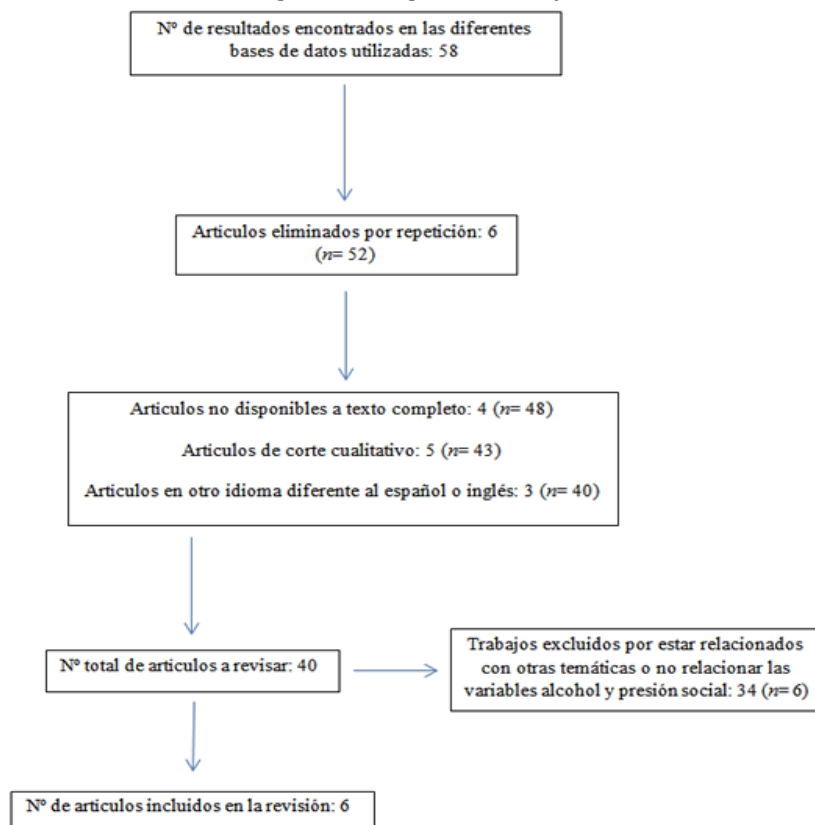 Nº de resultados encontrados en las diferentes
bases de datos utilizadas: 58
Artículos eliminados por repetición: 6
(n= 52)
Artículos no disponibles a texto completo: 4 (n= 48)
Artículos de corte cualitativo: 5 (n= 43)
Artículos en otro idioma diferente al español o inglés: 3 (n= 40)
Nº total de artículos a revisar: 40
Trabajos excluidos por estar relacionados
con otras temáticas o no relacionar las
variables alcohol y presión social: 34 (n= 6)
Nº de artículos incluidos en la revisión: 6